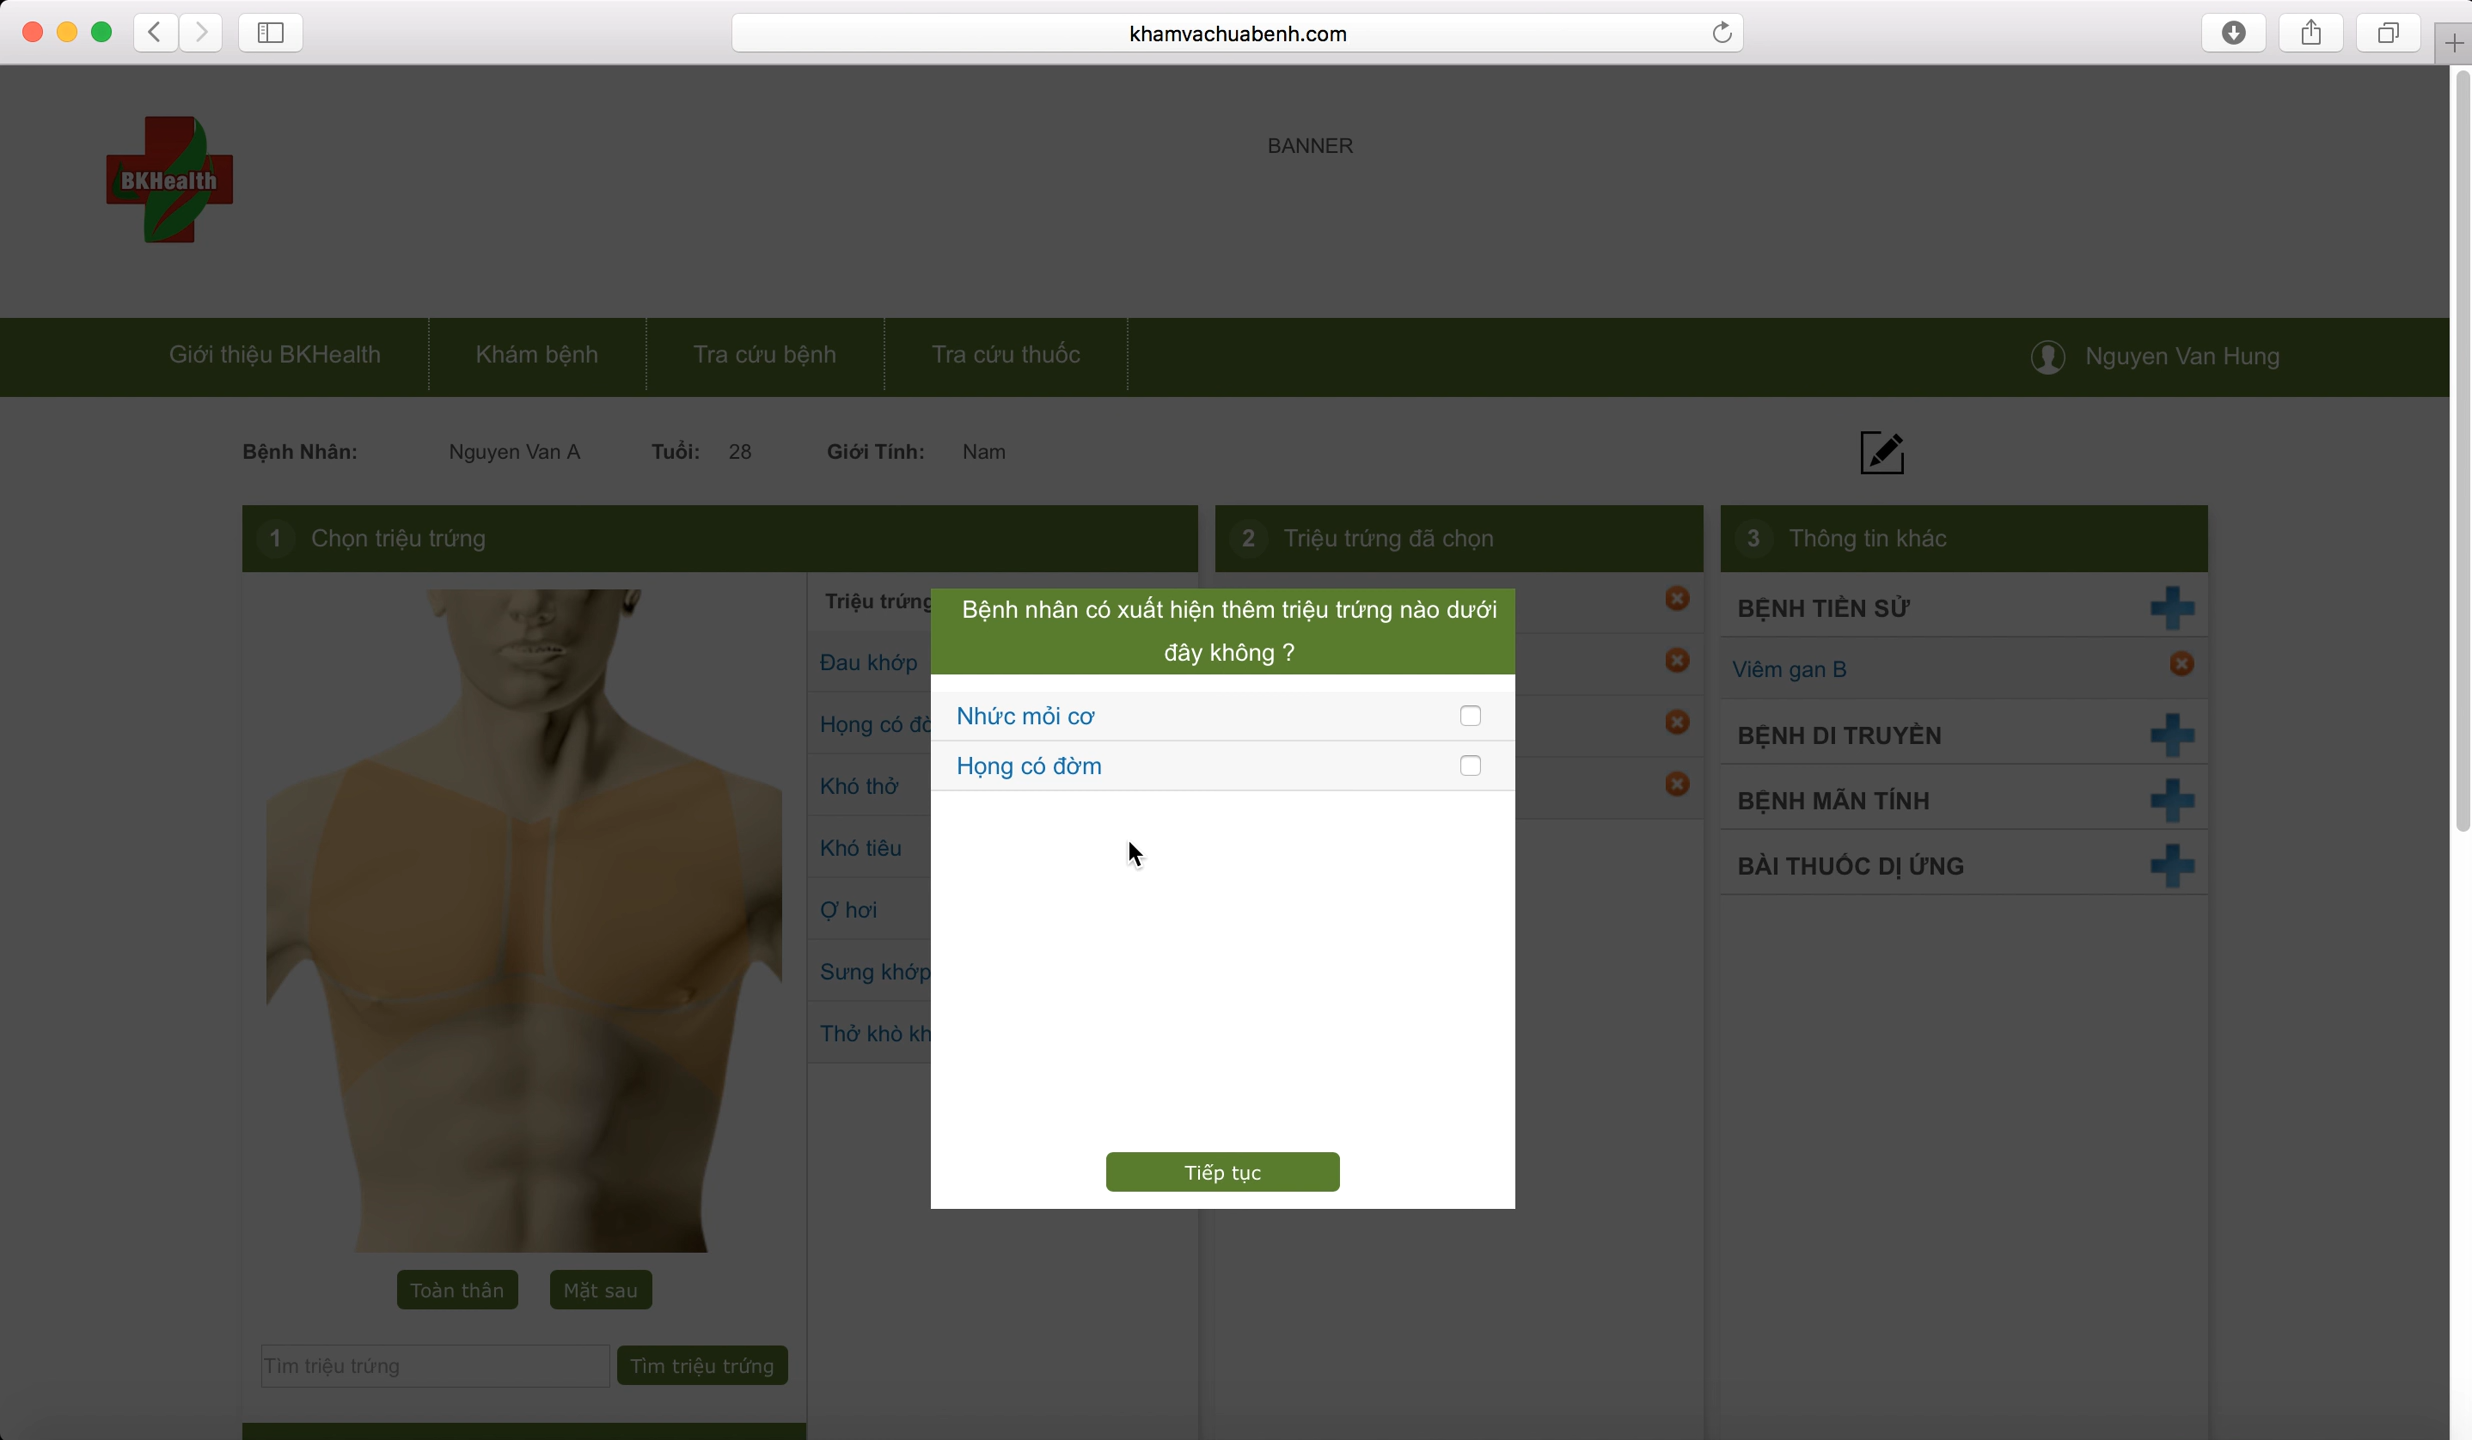 khamvachuabenh.com
BKHealth
BANNER
Giới thiệu BKHealth
Khám bệnh
Tra cứu bệnh
Tra cứu thuốc
Nguyen Van Hung
Bệnh Nhân: Nguyen Van A Tuổi: 28 Giới Tính: Nam
1 Chọn triệu trứng
2 Triệu trứng đã chọn
3 Thông tin khác
Triệu trứng
Đau khớp
Họng có
Khó thở
Khó tiêu
Ợ hơi
Sưng khớp
Thở khò kh
Bệnh nhân có xuất hiện thêm triệu trứng nào dưới
đây không ?
Nhức mỏi cơ
Họng có đờm
Tiếp tục
BỆNH TIỀN SỬ
Viêm gan B
BỆNH DI TRUYỀN
BỆNH MÃN TÍNH
BÀI THUỐC DỊ ỨNG
Toàn thân
Mặt sau
Tìm triệu trứng
Tìm triệu trứng